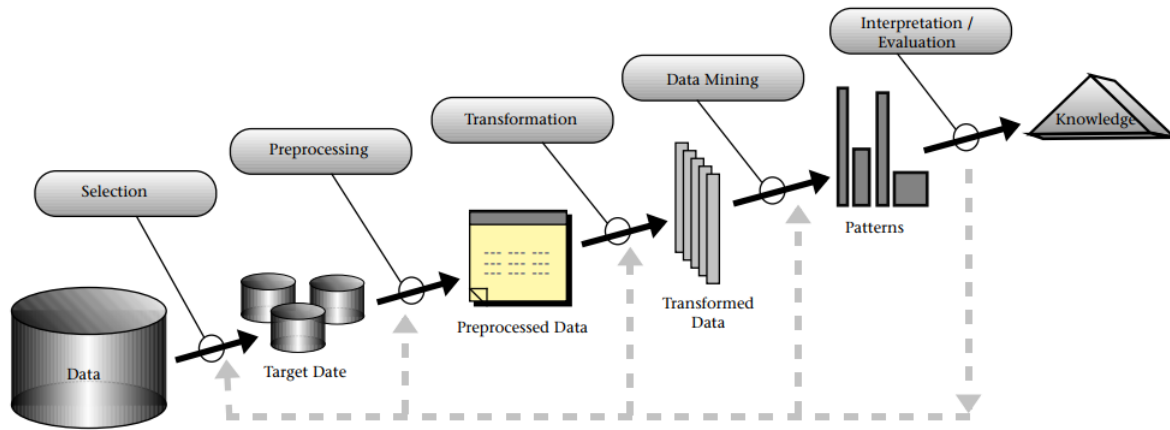 Interpretation /
Evaluation
Data Mining
Transformation
Preprocessing
Selection
Knowledge
Patterns
Transformed
Data
Preprocessed Data
Target Date
Data
--- --- ---
--- --- ---
--- --- ---